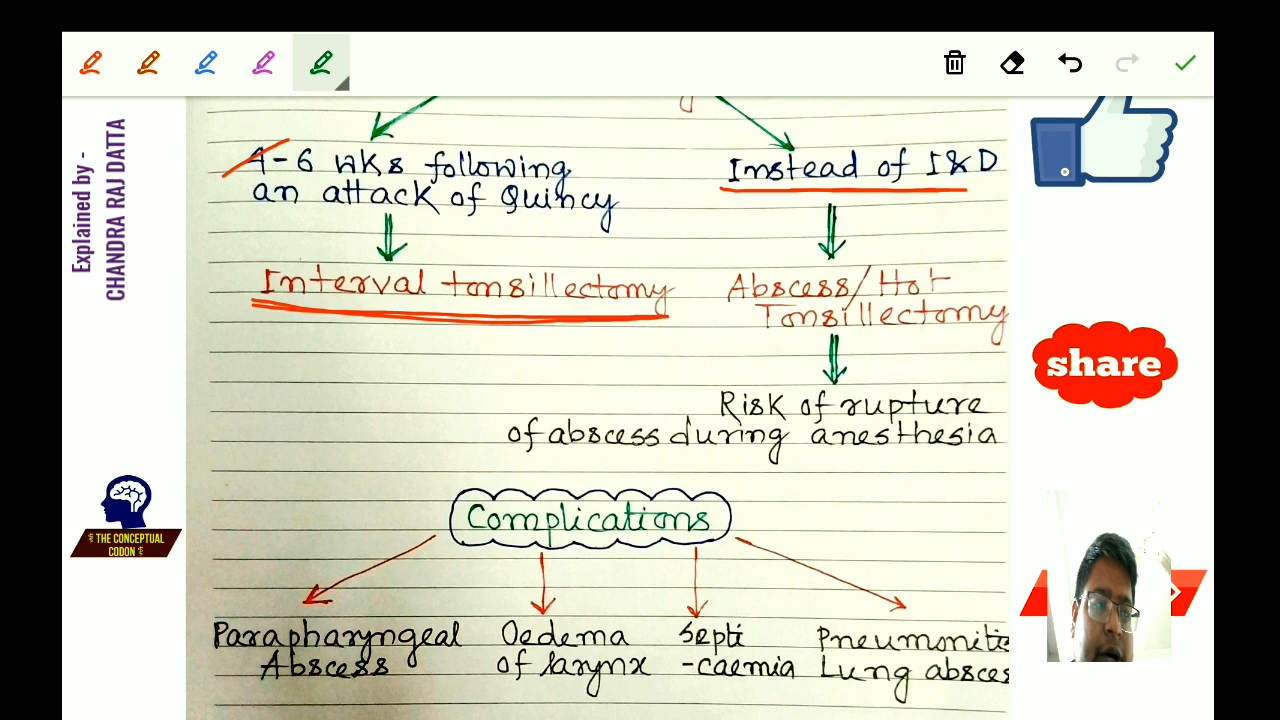 Explained by -
CHANDRA RAJ DATTA
4-6 wks following
an attack of Quincy
Interval tonsillectomy
Instead of I&D
Abscess/Hot
Tonsillectomy
Risk of rupture
of abscess during anesthesia
Complications
Parapharyngeal
Abscess
Oedema
of larynx
Septi
-caemia
Pneumonitis
Lung abscess
share
THE CONCEPTUAL
CODON